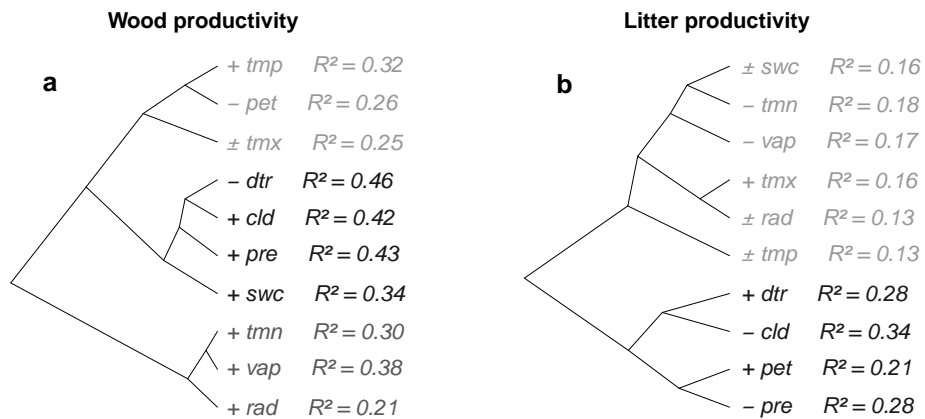 Wood productivity
a
+ tmp R² = 0.32
− pet R² = 0.26
± tmx R² = 0.25
− dtr R² = 0.46
+ cld R² = 0.42
+ pre R² = 0.43
+ swc R² = 0.34
+ tmn R² = 0.30
+ vap R² = 0.38
+ rad R² = 0.21
Litter productivity
b
± swc R² = 0.16
− tmn R² = 0.18
− vap R² = 0.17
+ tmx R² = 0.16
± rad R² = 0.13
± tmp R² = 0.13
+ dtr R² = 0.28
− cld R² = 0.34
+ pet R² = 0.21
− pre R² = 0.28